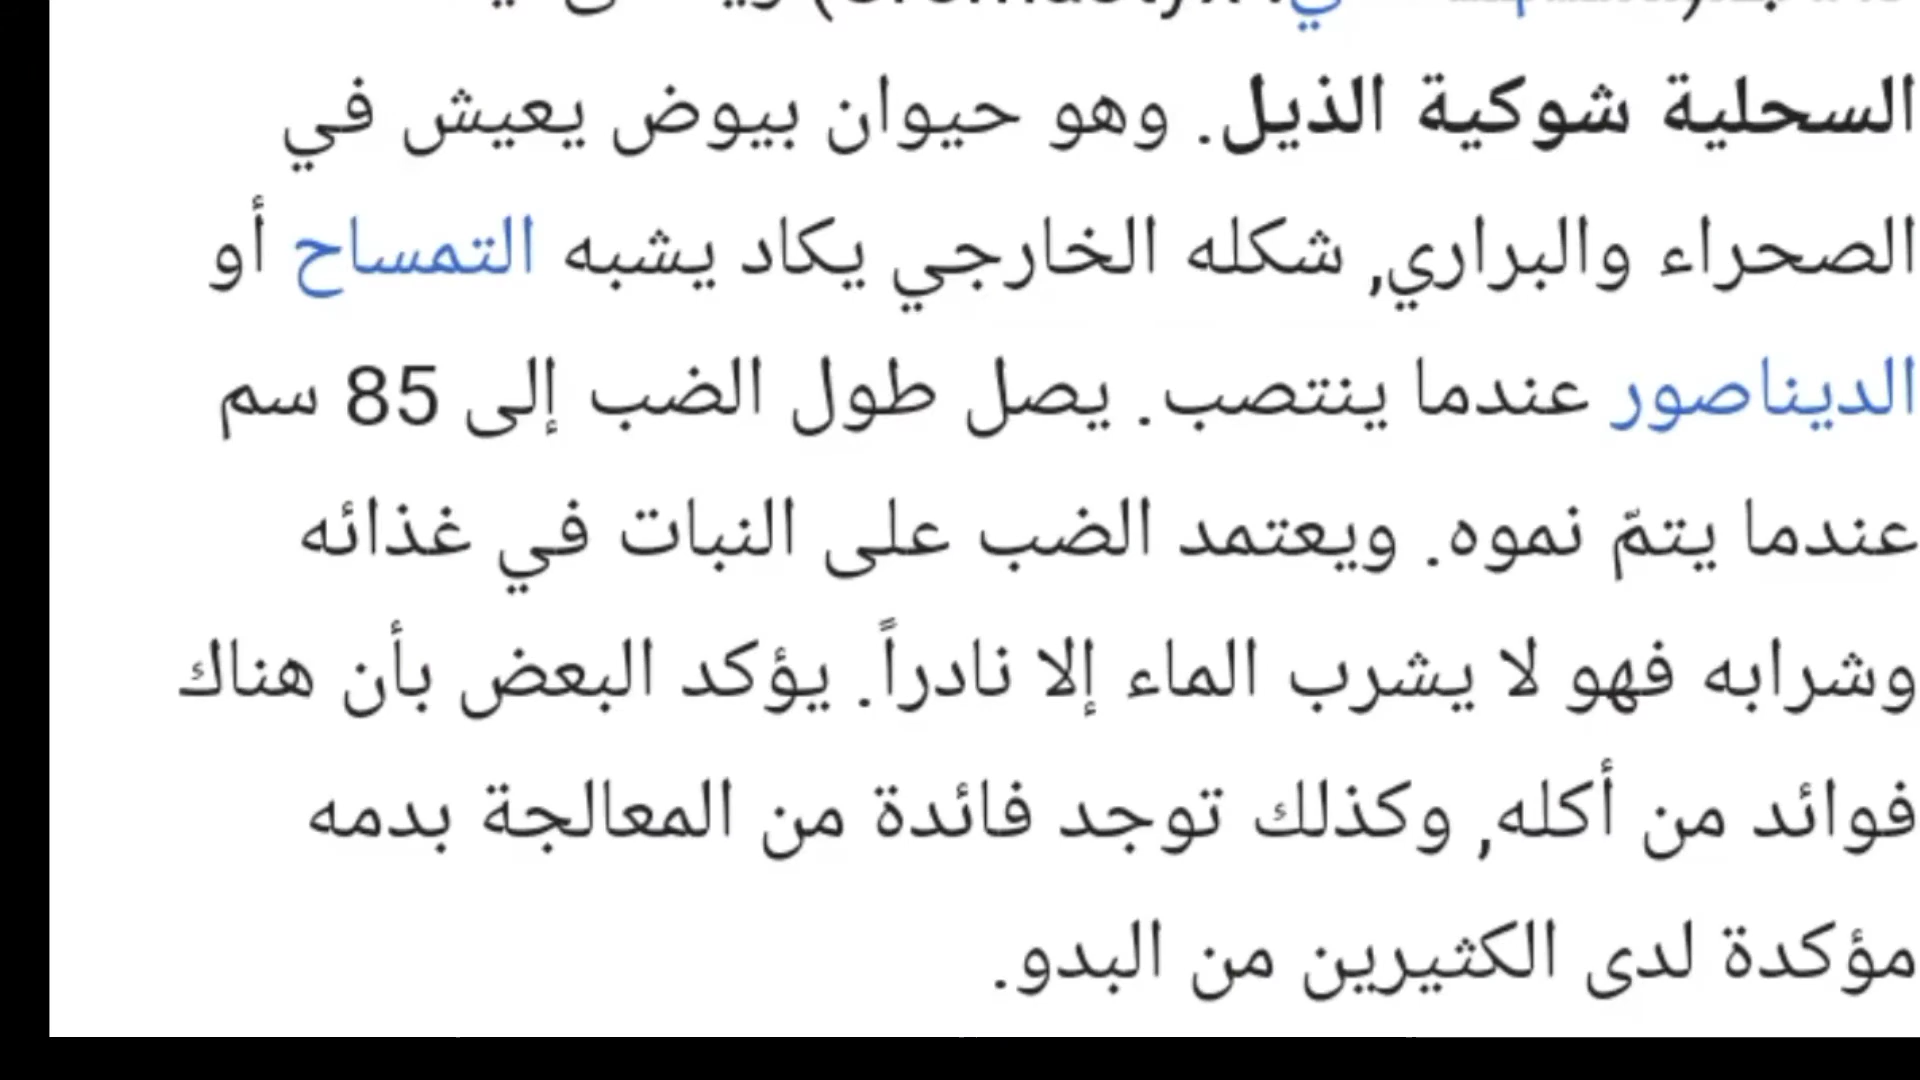 السحلية شوكية الذيل. وهو حيوان بيوض يعيش في
الصحراء والبراري, شكله الخارجي يكاد يشبه التمساح أو
الديناصور عندما ينتصب. يصل طول الضب إلى 85 سم
عندما يتمّ نموه. ويعتمد الضب على النبات في غذائه
وشرابه فهو لا يشرب الماء إلا نادراً. يؤكد البعض بأن هناك
فوائد من أكله, وكذلك توجد فائدة من المعالجة بدمه
مؤكدة لدى الكثيرين من البدو.